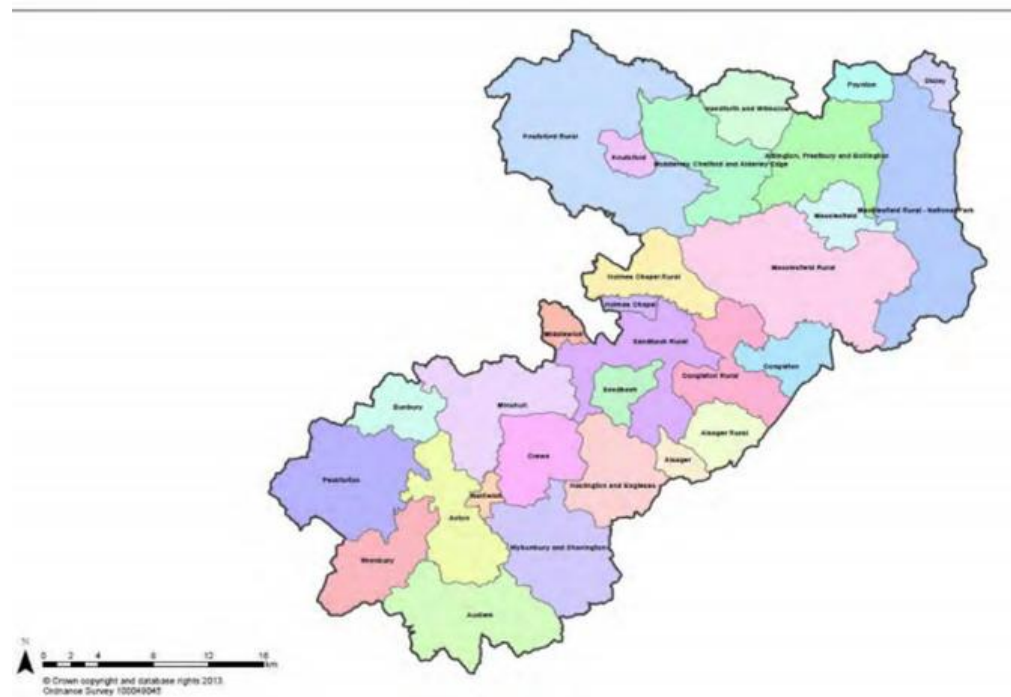 Disley
Poynton
Handforth and Wilmslow
Knutsford Rural
Knutsford
Mobberley, Chelford and Alderley Edge
Adlington, Prestbury and Bollington
Macclesfield
Macclesfield Rural - National Park
Macclesfield Rural
Holmes Chapel Rural
Holmes Chapel
Middlewich
Sandbach Rural
Congleton
Congleton Rural
Sandbach
Bunbury
Minshull
Alsager Rural
Crewe
Alsager
Peckforton
Haslington and Englesea
Nantwich
Acton
Wybunbury and Shavington
Wrenbury
Audlem
N
0 2 4 8 12 16
km
© Crown copyright and database rights 2013.
Ordnance Survey 100049045